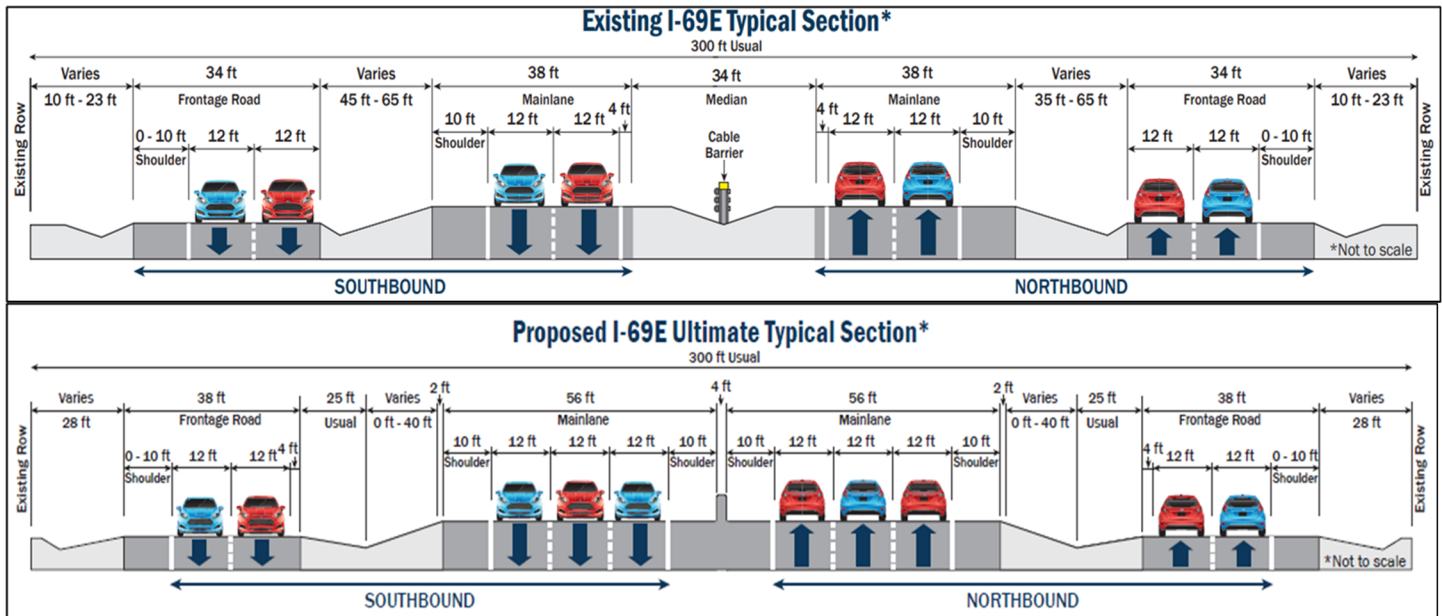 Existing I-69E Typical Section*
300 ft Usual
Varies 34 ft Varies 38 ft 34 ft 38 ft Varies 34 ft Varies
10 ft - 23 ft Frontage Road 45 ft - 65 ft Mainlane Median Mainlane 35 ft - 65 ft Frontage Road 10 ft - 23 ft
10 ft 12 ft 12 ft 4 ft 4 ft 12 ft 12 ft 10 ft
Shoulder Shoulder
0 - 10 ft 12 ft 12 ft Cable 12 ft 12 ft 0 - 10 ft
Shoulder Barrier Shoulder
Existing Row Existing Row
*Not to scale
SOUTHBOUND NORTHBOUND
Proposed I-69E Ultimate Typical Section*
300 ft Usual
2 ft 4 ft 2 ft
Varies 38 ft 25 ft Varies 56 ft 56 ft Varies 25 ft 38 ft Varies
28 ft Frontage Road Usual 0 ft - 40 ft Mainlane Mainlane 0 ft - 40 ft Usual Frontage Road 28 ft
10 ft 12 ft 12 ft 12 ft 10 ft 10 ft 12 ft 12 ft 12 ft 10 ft
Shoulder Shoulder Shoulder Shoulder
0 - 10 ft 12 ft 12 ft 4 ft 4 ft 12 ft 12 ft 0 - 10 ft
Shoulder Shoulder
Existing Row Existing Row
*Not to scale
SOUTHBOUND NORTHBOUND